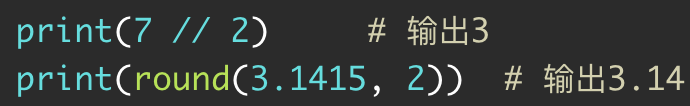 print(7 // 2)      # 输出3
print(round(3.1415, 2))  # 输出3.14